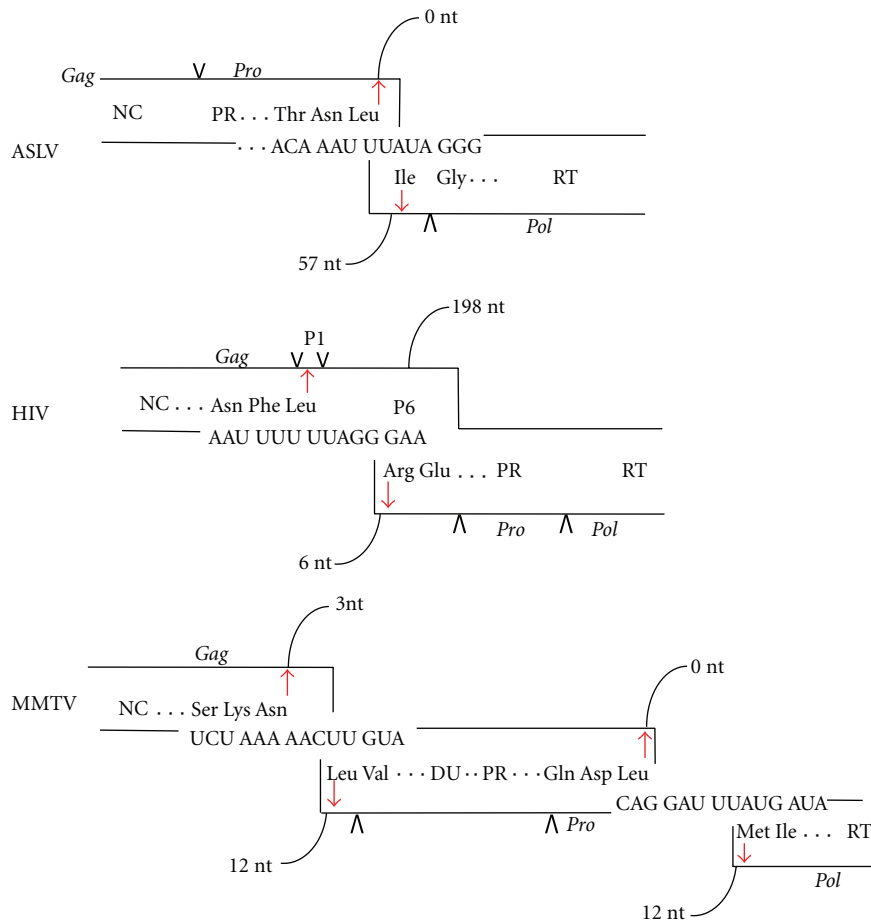 0 nt
Gag Pro
NC PR... Thr Asn Leu
ASLV
... ACA AAU UUAUA GGG
Ile Gly... RT
Pol
57 nt
198 nt
P1
Gag
NC ... Asn Phe Leu P6
HIV
AAU UUU UUAGG GAA
Arg Glu ... PR RT
Pro Pol
6 nt
3nt
Gag
0 nt
MMTV
NC ... Ser Lys Asn
UCU AAA AACUU GUA
Leu Val ... DU .. PR ... Gln Asp Leu
CAG GAU UUAUG AUA
Pro
Met Ile ... RT
12 nt
Pol
12 nt